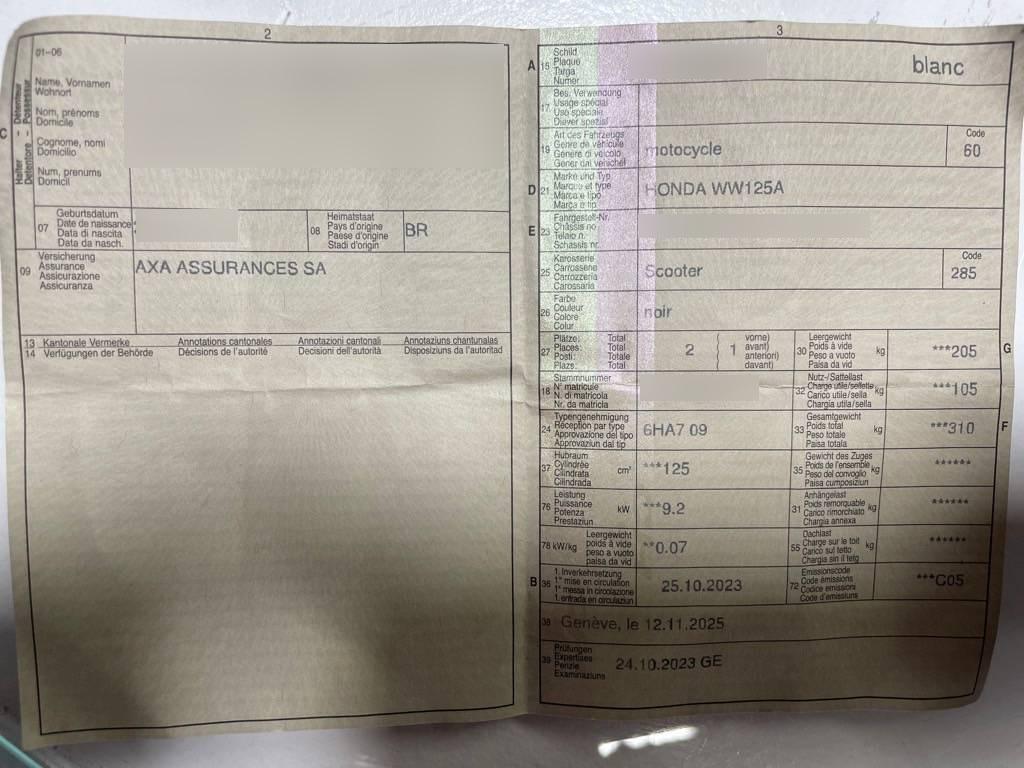 2
01-06
Halter - Détenteur
Detentore - Possessur
C
Name, Vornamen
Wohnort
Nom, prénoms
Domicile
Cognome, nomi
Domicilio
Num, prenums
Domicil
07
Geburtsdatum
Date de naissance
Data di nascita
Data da nasch.
08
Heimatstaat
Pays d'origine
Paese d'origine
Stadi d'origin
BR
09
Versicherung
Assurance
Assicurazione
Assicuranza
AXA ASSURANCES SA
13 Kantonale Vermerke Annotations cantonales Annotazioni cantonali Annotaziuns chantunalas
14 Verfügungen der Behörde Décisions de l'autorité Decisioni dell'autorità Disposiziuns da l'autoritad
3
A 15
Schild
Plaque
Targa
Numer
blanc
17
Bes. Verwendung
Usage spécial
Uso speciale
Diever spezial
19
Art des Fahrzeugs
Genre de véhicule
Genere di veicolo
Gener dal vehichel
motocycle
Code
60
D 21
Marke und Typ
Marque et type
Marca e tipo
Marca e tip
HONDA WW125A
E 23
Fahrgestell-Nr.
Châssis no
Telaio n.
Schassis nr.
25
Karosserie
Carrosserie
Carrozzeria
Carossaria
Scooter
Code
285
26
Farbe
Couleur
Colore
Colur
noir
27
Plätze: Total
Places: Total
Posti: Totale
Plazs: Total
2
1
vorne)
avant)
anteriori)
davant)
30
Leergewicht
Poids à vide
Peso a vuoto
Paisa da vid
kg
***205
G
18
Stammnummer
N° matricule
N. di matricola
Nr. da matricla
32
Nutz-/Sattellast
Charge utile/sellette
Carico utile/sella
Chargia utila/sella
kg
***105
24
Typengenehmigung
Réception par type
Approvazione del tipo
Approvaziun dal tip
6HA7 09
33
Gesamtgewicht
Poids total
Peso totale
Paisa totala
kg
***310
F
37
Hubraum
Cylindrée
Cilindrata
Cilindrada
cm³
***125
35
Gewicht des Zuges
Poids de l'ensemble
Peso del convoglio
Paisa cumposiziun
kg
******
76
Leistung
Puissance
Potenza
Prestaziun
kW
***9.2
31
Anhängelast
Poids remorquable
Carico rimorchiato
Chargia annexa
kg
******
78 kW/kg
Leergewicht
poids à vide
peso a vuoto
paisa da vid
**0.07
55
Dachlast
Charge sur le toit
Carico sul tetto
Chargia sin il tetg
kg
******
B 36
1. Inverkehrsetzung
1re mise en circulation
1a messa in circolazione
1. entrada en circulaziun
25.10.2023
72
Emissionscode
Code émissions
Codice emissioni
Code d'emissiuns
***C05
38
Genève, le 12.11.2025
39
Prüfungen
Expertises
Perizie
Examinaziuns
24.10.2023 GE